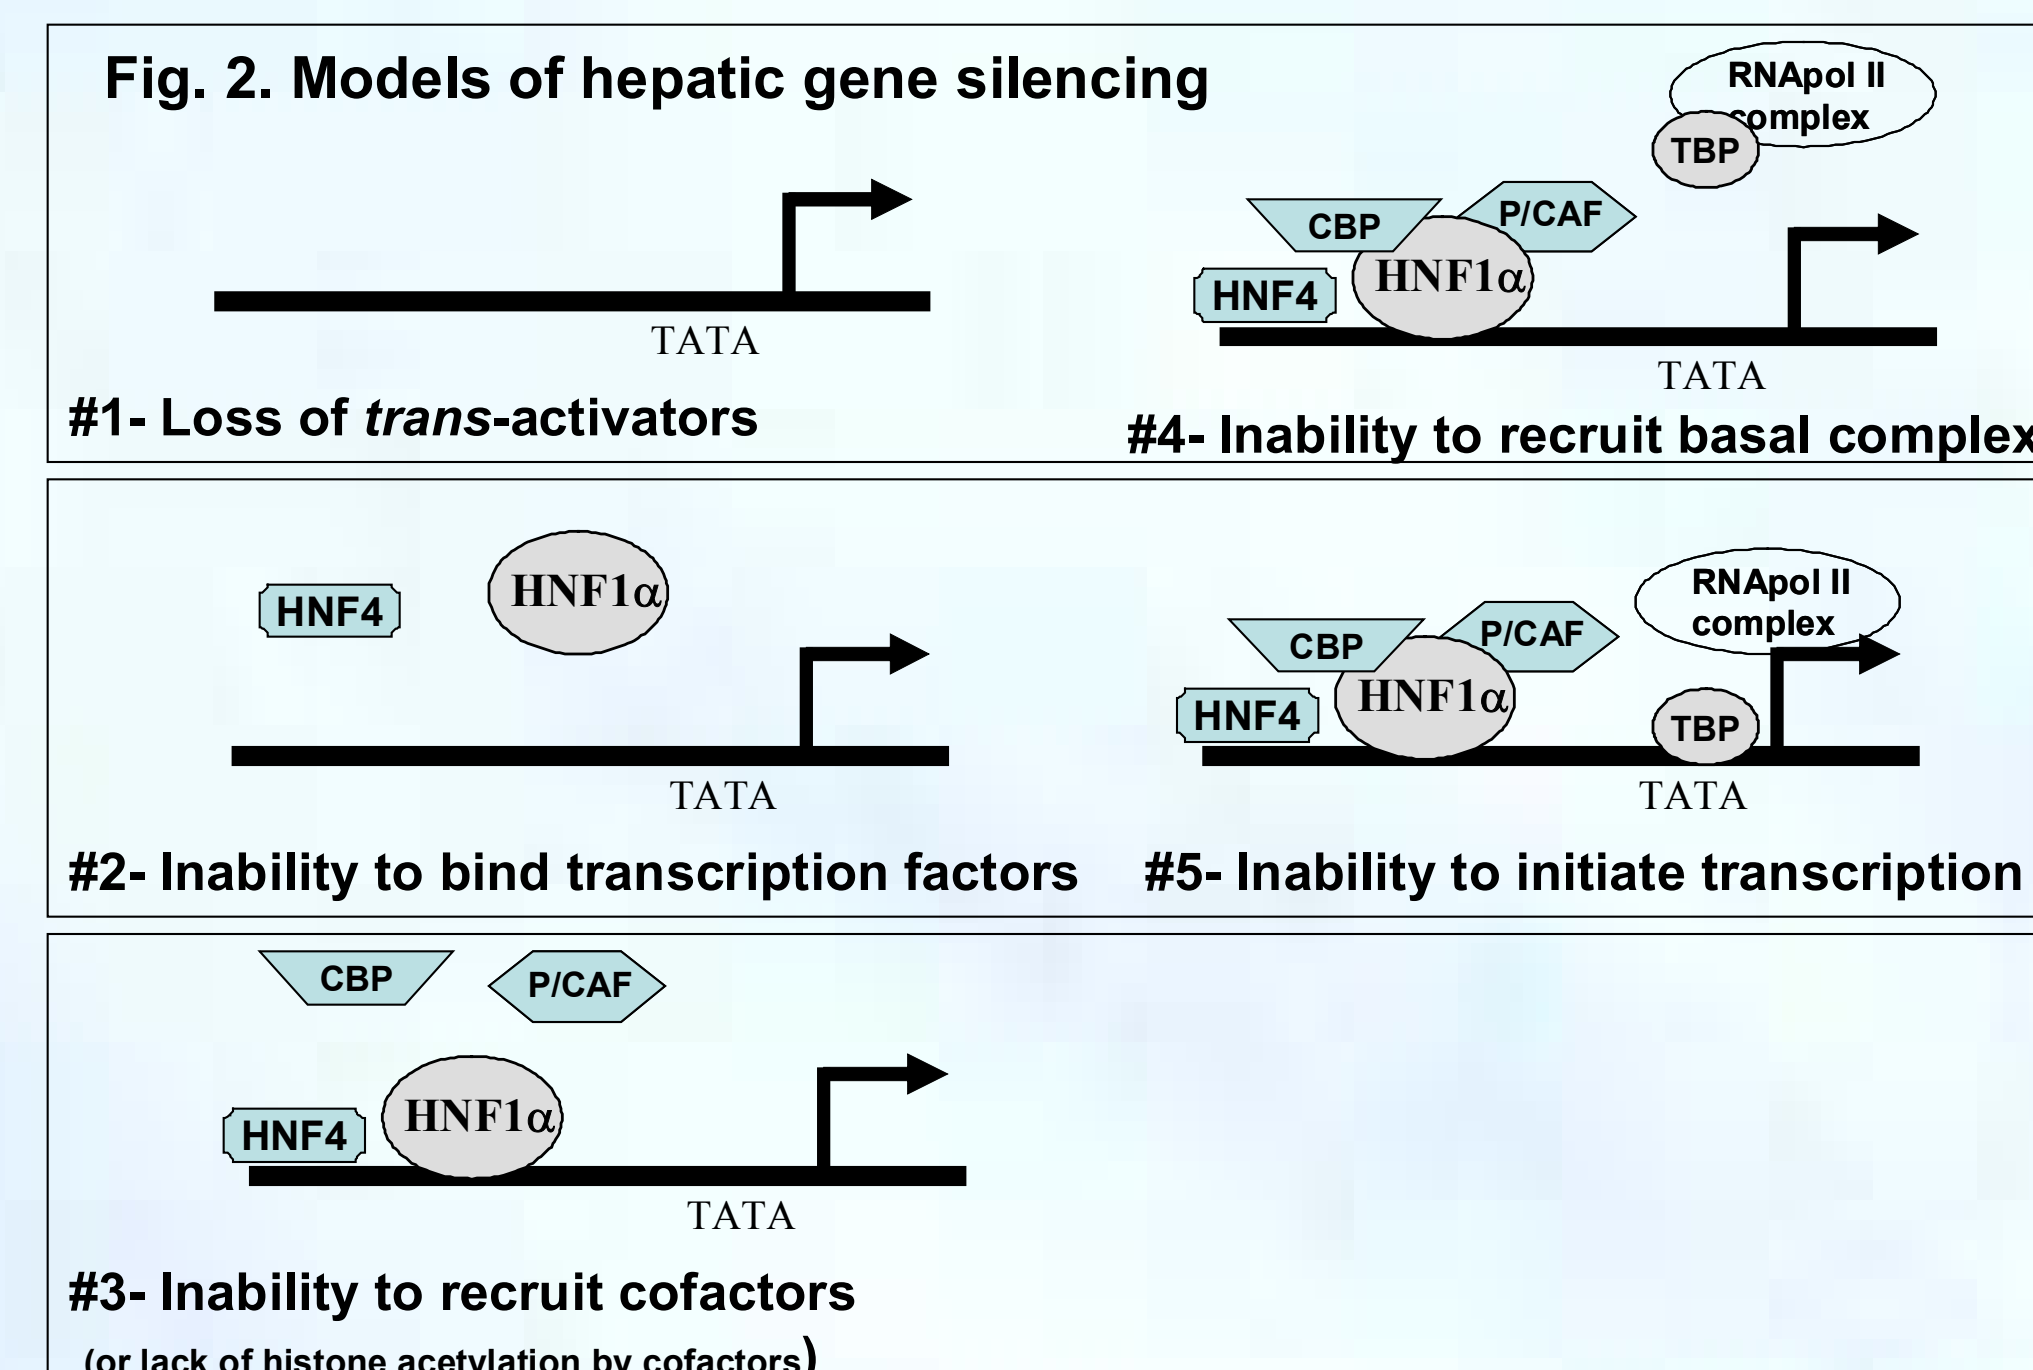 Fig. 2. Models of hepatic gene silencing
TATA
#1- Loss of trans-activators
RNApol II
complex
TBP
CBP
P/CAF
HNF1α
HNF4
TATA
#4- Inability to recruit basal complex
HNF4
HNF1α
TATA
#2- Inability to bind transcription factors
RNApol II
complex
CBP
P/CAF
HNF1α
HNF4
TBP
TATA
#5- Inability to initiate transcription
CBP
P/CAF
HNF1α
HNF4
TATA
#3- Inability to recruit cofactors
(or lack of histone acetylation by cofactors)